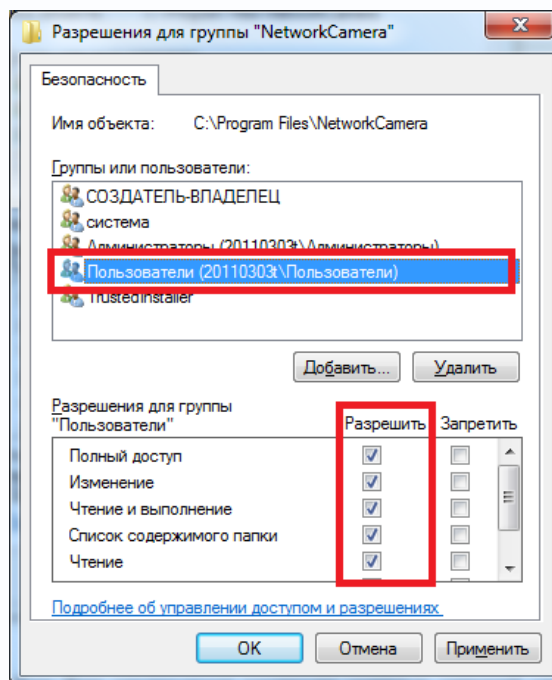 Разрешения для группы "NetworkCamera"
Безопасность
Имя объекта: C:\Program Files\NetworkCamera
Группы или пользователи:
СОЗДАТЕЛЬ-ВЛАДЕЛЕЦ
система
Администраторы (20110303t\Администраторы)
Пользователи (20110303t\Пользователи)
TrustedInstaller
Добавить... Удалить
Разрешения для группы
"Пользователи" Разрешить Запретить
Полный доступ
Изменение
Чтение и выполнение
Список содержимого папки
Чтение
Подробнее об управлении доступом и разрешениях
OK Отмена Применить